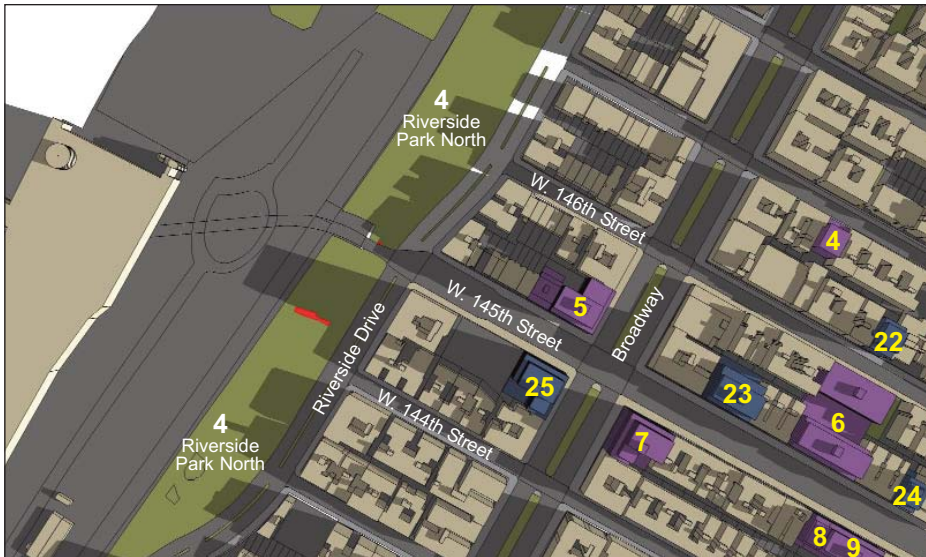 4
Riverside
Park North
W. 146th Street
4
5
W. 145th Street
Broadway
22
Riverside Drive
25
23
6
4
Riverside
Park North
W. 144th Street
7
24
8
9